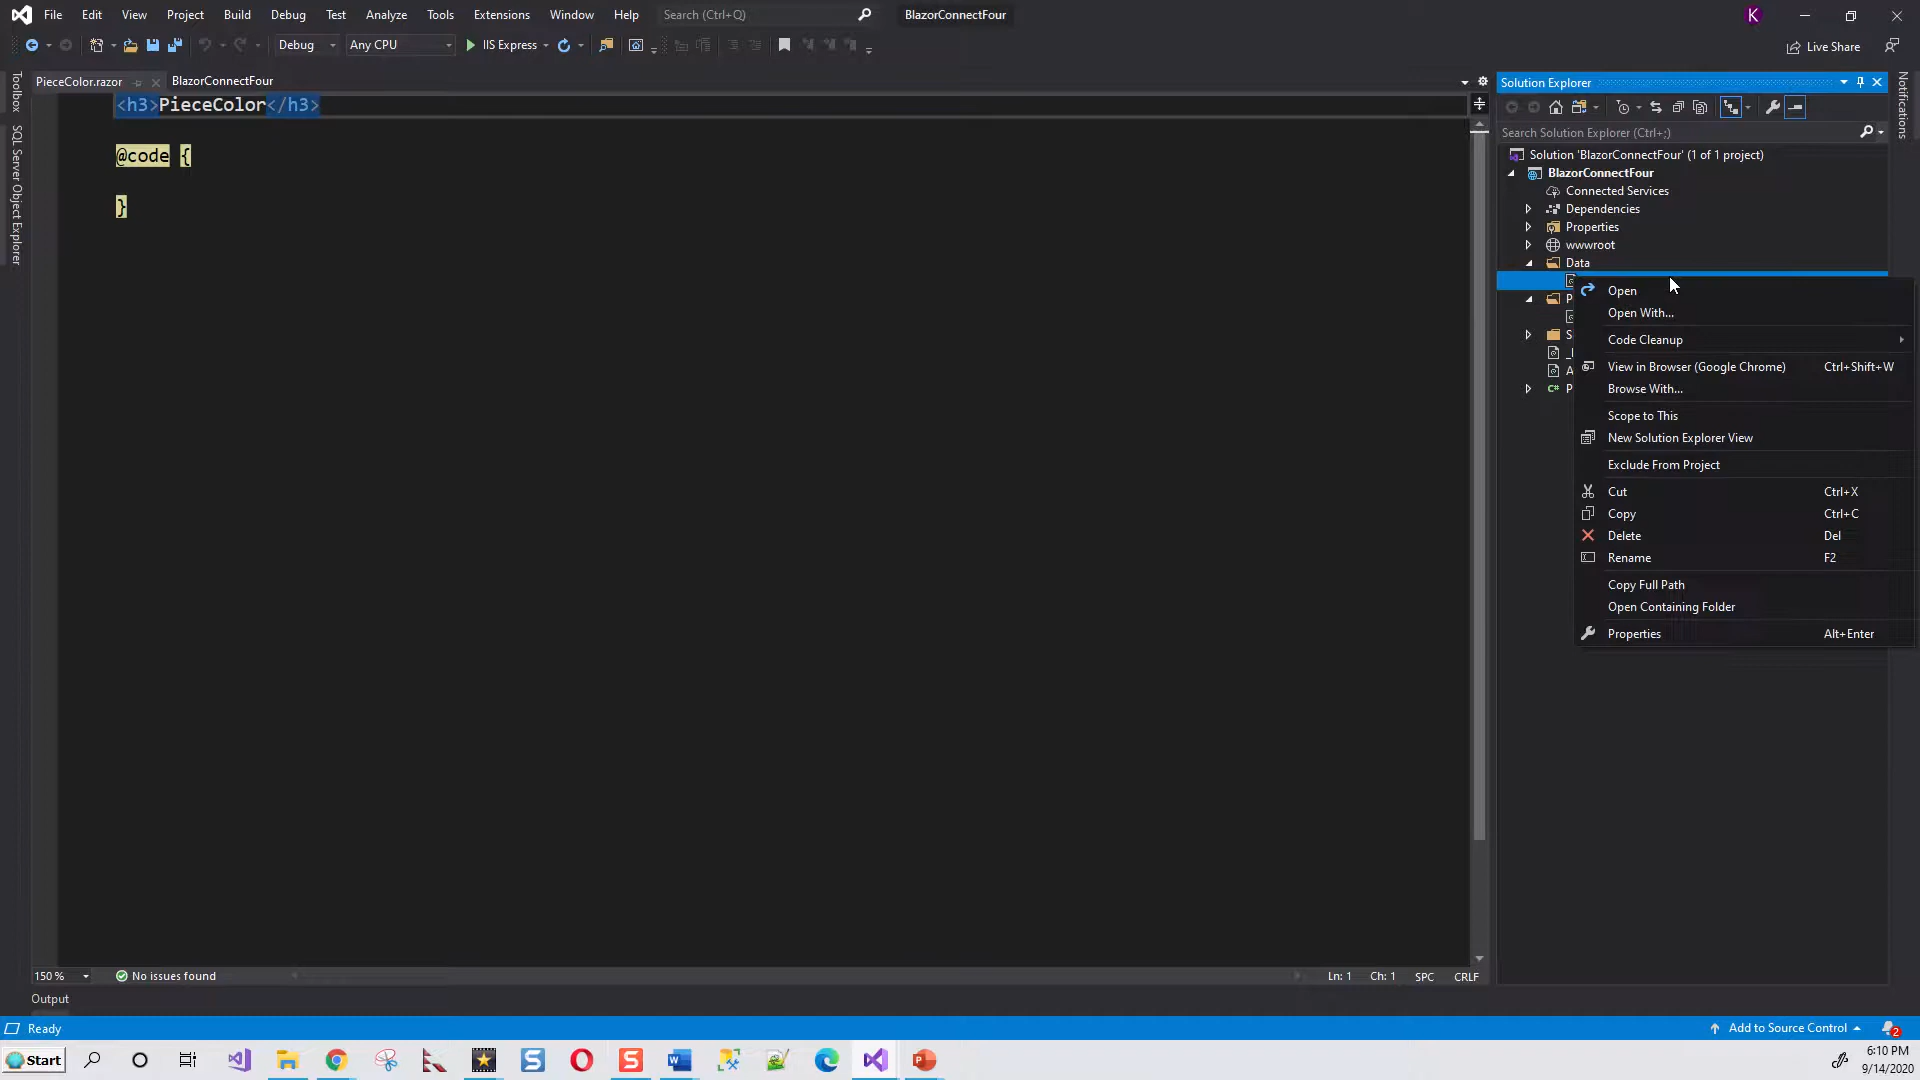 File Edit View Project Build Debug Test Analyze Tools Extensions Window Help Search (Ctrl+Q) BlazorConnectFour K
Debug Any CPU IIS Express Live Share
PieceColor.razor BlazorConnectFour
Toolbox
SQL Server Object Explorer
<h3>PieceColor</h3>
@code {
}
150 % No issues found Ln: 1 Ch: 1 SPC CRLF
Output
Solution Explorer
Notifications
Search Solution Explorer (Ctrl+;)
Solution 'BlazorConnectFour' (1 of 1 project)
BlazorConnectFour
Connected Services
Dependencies
Properties
wwwroot
Data
P
S
A
C# P
Open
Open With...
Code Cleanup
View in Browser (Google Chrome) Ctrl+Shift+W
Browse With...
Scope to This
New Solution Explorer View
Exclude From Project
Cut Ctrl+X
Copy Ctrl+C
Delete Del
Rename F2
Copy Full Path
Open Containing Folder
Properties Alt+Enter
Ready Add to Source Control 2
Start
6:10 PM
9/14/2020